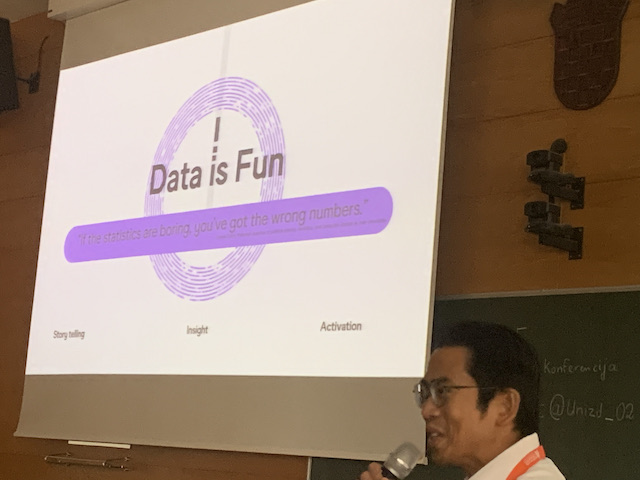 Data is Fun
"If the statistics are boring, you've got the wrong numbers."
Story telling
Insight
Activation
Konferencija
@Unizd_02